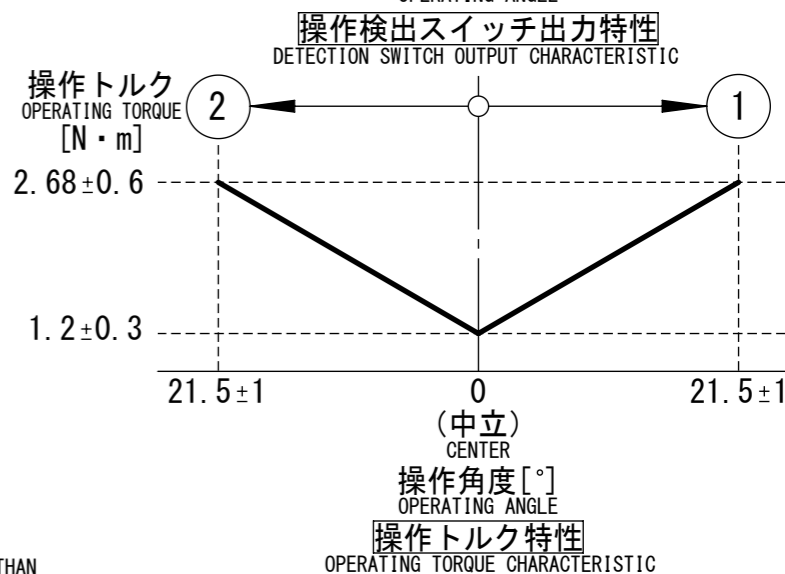 OPERATING ANGLE
操作検出スイッチ出力特性
DETECTION SWITCH OUTPUT CHARACTERISTIC
操作トルク
OPERATING TORQUE
[N・m]
2
1
2.68±0.6
1.2±0.3
21.5±1
0
21.5±1
(中立)
CENTER
操作角度[°]
OPERATING ANGLE
操作トルク特性
OPERATING TORQUE CHARACTERISTIC
THAN